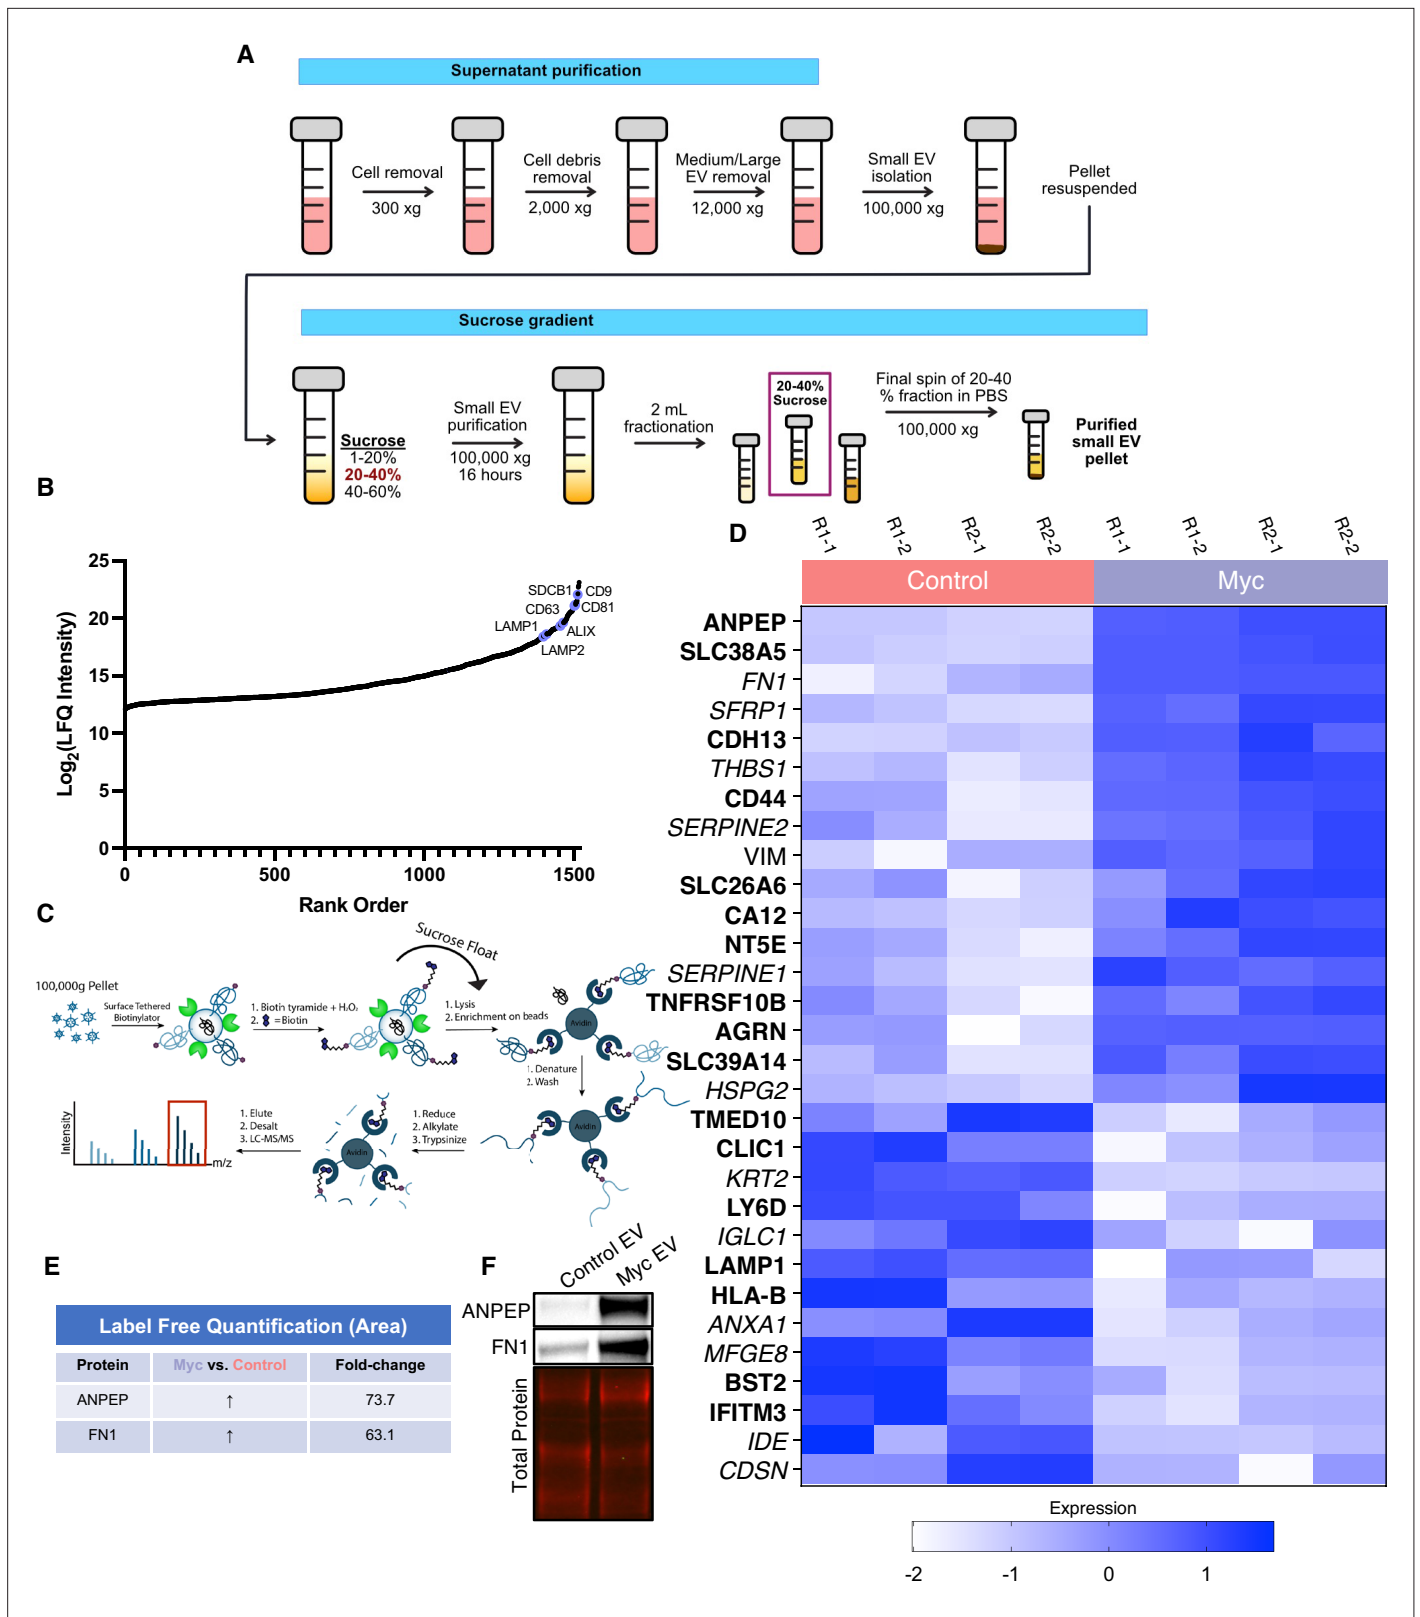 A
Supernatant purification
Cell removal
300 xg
Cell debris
removal
2,000 xg
Medium/Large
EV removal
12,000 xg
Small EV
isolation
100,000 xg
Pellet
resuspended
Sucrose gradient
Sucrose
1-20%
20-40%
40-60%
Small EV
purification
100,000 xg
16 hours
2 mL
fractionation
20-40%
Sucrose
Final spin of 20-40
% fraction in PBS
100,000 xg
Purified
small EV
pellet
B
Log2(LFQ Intensity)
25
20
15
10
5
0
0
500
1000
1500
Rank Order
SDCB1
CD9
CD63
CD81
LAMP1
ALIX
LAMP2
C
100,000g Pellet
Surface Tethered
Biotinylator
1. Biotin tyramide + H2O2
2. =Biotin
Sucrose Float
1. Lysis
2. Enrichment on beads
Avidin
1. Denature
2. Wash
Avidin
1. Reduce
2. Alkylate
3. Trypsinize
Avidin
1. Elute
2. Desalt
3. LC-MS/MS
Intensity
m/z
D
R1-1
R1-2
R2-1
R2-2
R1-1
R1-2
R2-1
R2-2
Control
Myc
ANPEP
SLC38A5
FN1
SFRP1
CDH13
THBS1
CD44
SERPINE2
VIM
SLC26A6
CA12
NT5E
SERPINE1
TNFRSF10B
AGRN
SLC39A14
HSPG2
TMED10
CLIC1
KRT2
LY6D
IGLC1
LAMP1
HLA-B
ANXA1
MFGE8
BST2
IFITM3
IDE
CDSN
Expression
-2
-1
0
1
E
Label Free Quantification (Area)
Protein
Myc vs. Control
Fold-change
ANPEP
↑
73.7
FN1
↑
63.1
F
Control EV
Myc EV
ANPEP
FN1
Total Protein